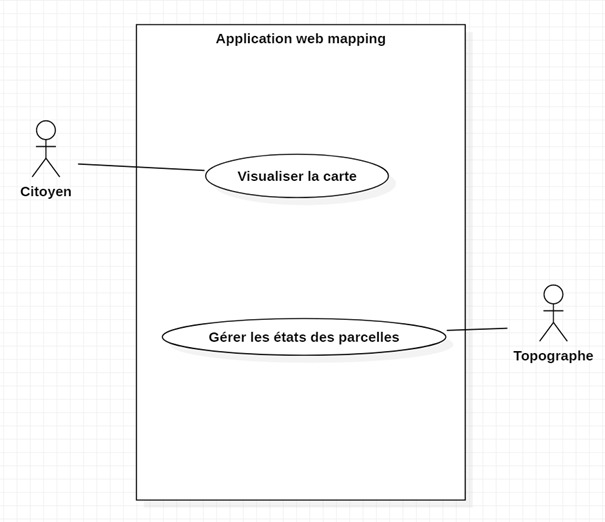 Application web mapping
Citoyen
Visualiser la carte
Gérer les états des parcelles
Topographe